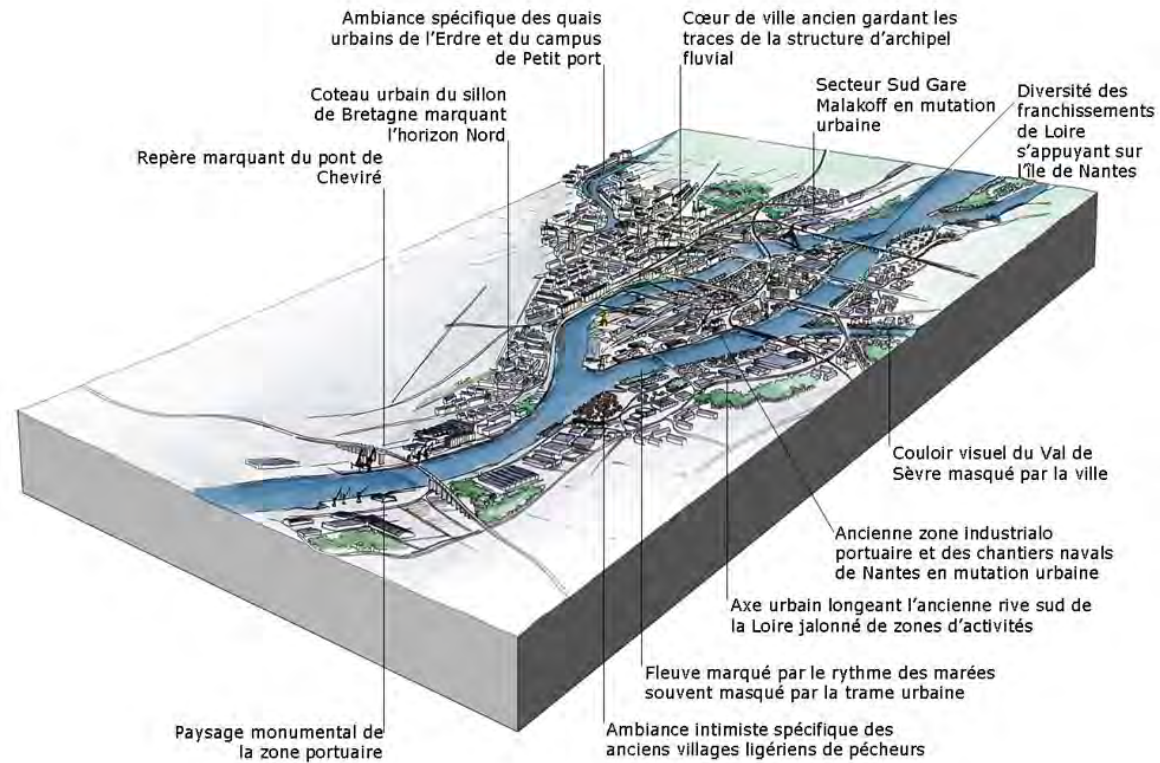 Ambiance spécifique des quais
urbains de l'Erdre et du campus
de Petit port
Cœur de ville ancien gardant les
traces de la structure d'archipel
fluvial
Coteau urbain du sillon
de Bretagne marquant
l'horizon Nord
Secteur Sud Gare
Malakoff en mutation
urbaine
Diversité des
franchissements
de Loire
s'appuyant sur
l'île de Nantes
Repère marquant du pont de
Cheviré
Couloir visuel du Val de
Sèvre masqué par la ville
Ancienne zone industrialo
portuaire et des chantiers navals
de Nantes en mutation urbaine
Axe urbain longeant l'ancienne rive sud de
la Loire jalonné de zones d'activités
Fleuve marqué par le rythme des marées
souvent masqué par la trame urbaine
Paysage monumental de
la zone portuaire
Ambiance intimiste spécifique des
anciens villages ligériens de pécheurs